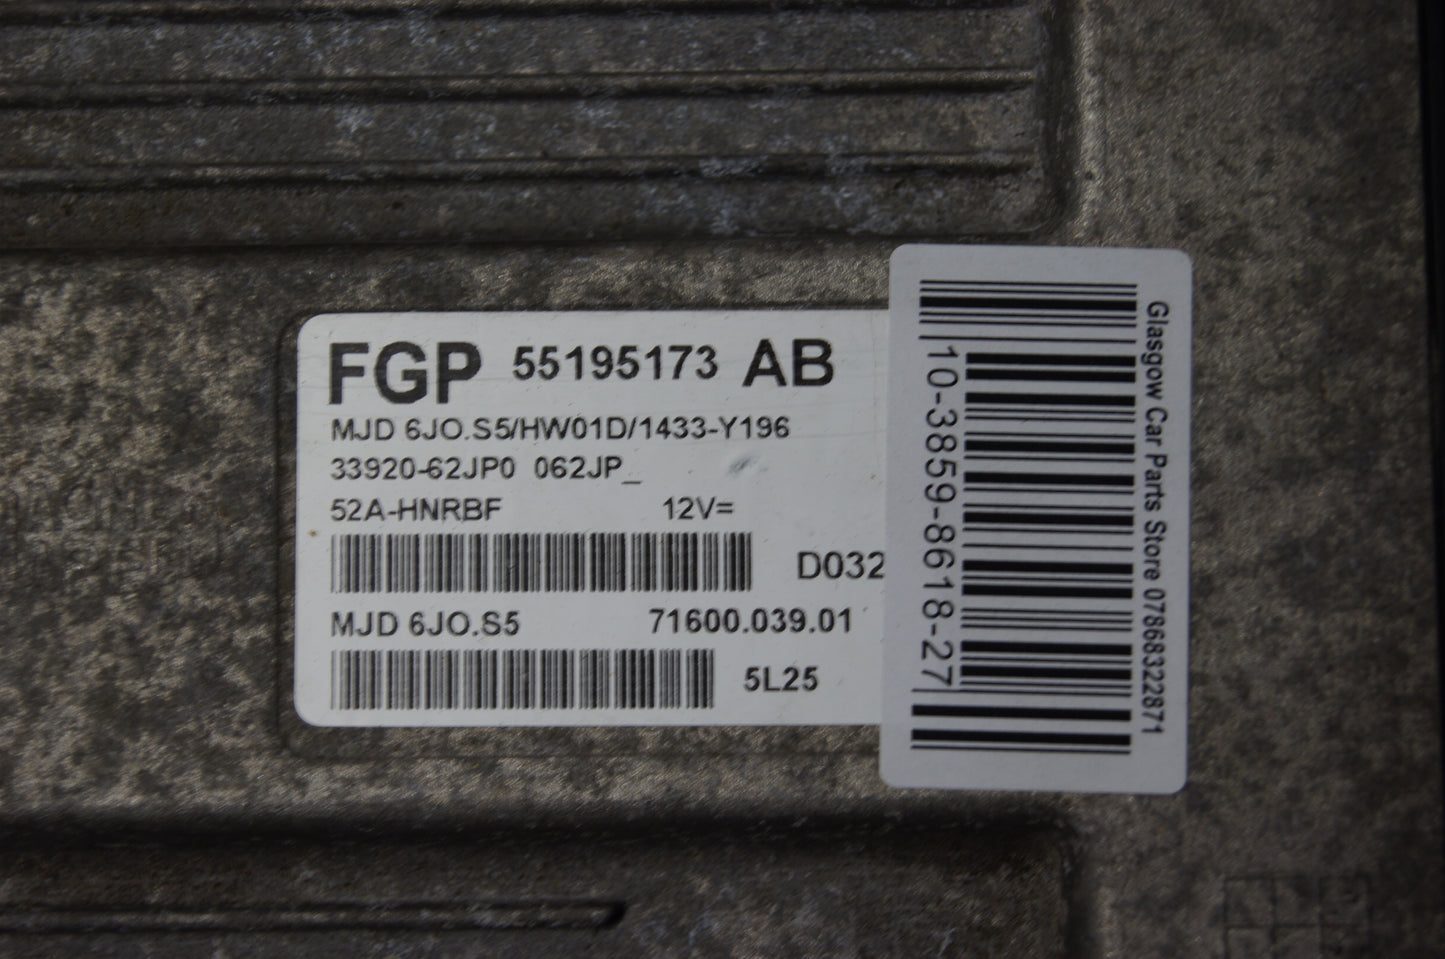 FGP 55195173 AB
MJD 6JO.S5/HW01D/1433-Y196
33920-62JP0 062JP_
52A-HNRBF 12V=
D032
MJD 6JO.S5 71600.039.01
5L25
10-3859-8618-27
Glasgow Car Parts Store 07868322871